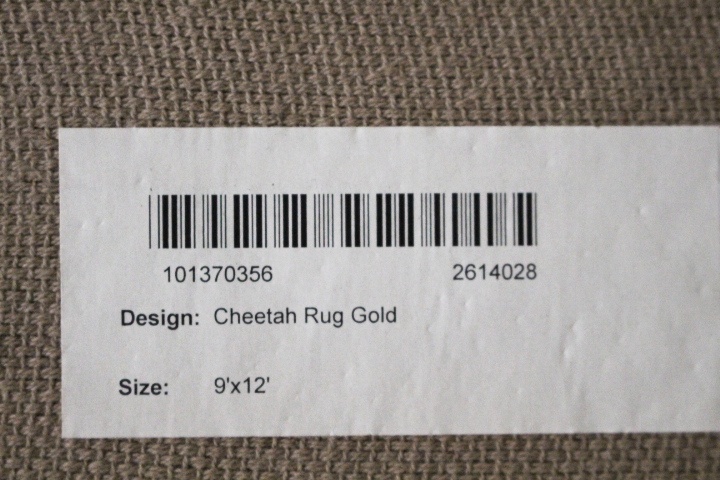 101370356 2614028
Design: Cheetah Rug Gold
Size: 9'x12'